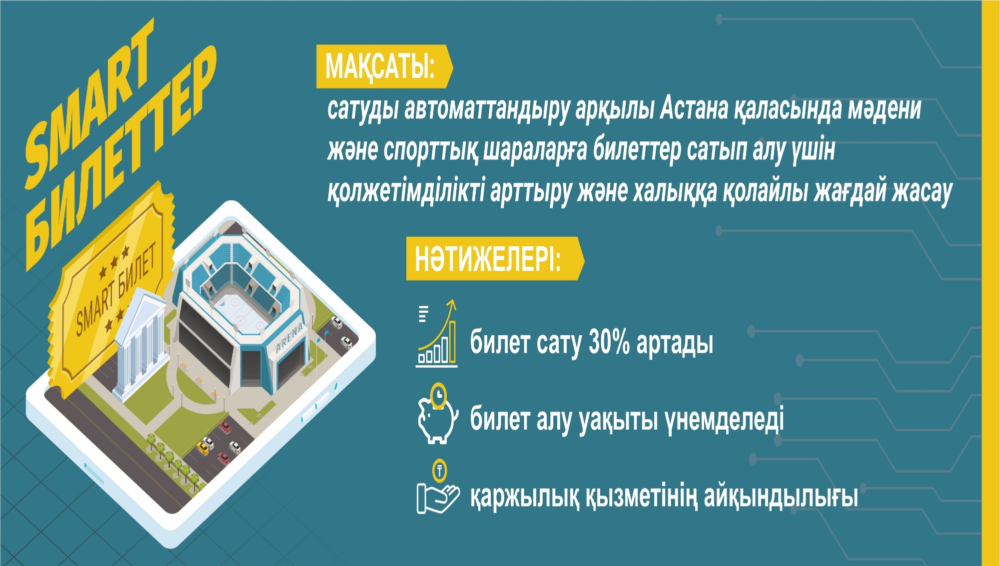 SMART
БИЛЕТТЕР
SMART БИЛЕТ
ARENA
МАҚСАТЫ:
сатуды автоматтандыру арқылы Астана қаласында мәдени
және спорттық шараларға билеттер сатып алу үшін
қолжетімділікті арттыру және халыққа қолайлы жағдай жасау
НӘТИЖЕЛЕРІ:
билет сату 30% артады
билет алу уақыты үнемделеді
₸
қаржылық қызметінің айқындылығы